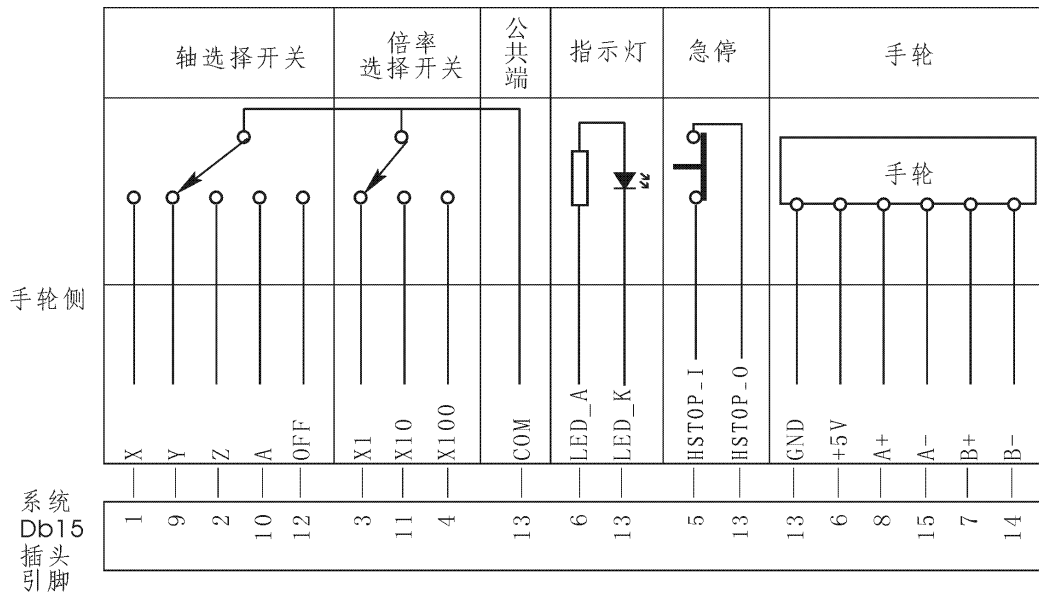 轴选择开关
倍率
选择开关
公共端
指示灯
急停
手轮
手轮
手轮侧
X
Y
Z
A
OFF
X1
X10
X100
COM
LED_A
LED_K
HSTOP_I
HSTOP_O
GND
+5V
A+
A-
B+
B-
系统
Db15
插头
引脚
1
9
2
10
12
3
11
4
13
6
13
5
13
13
6
8
15
7
14